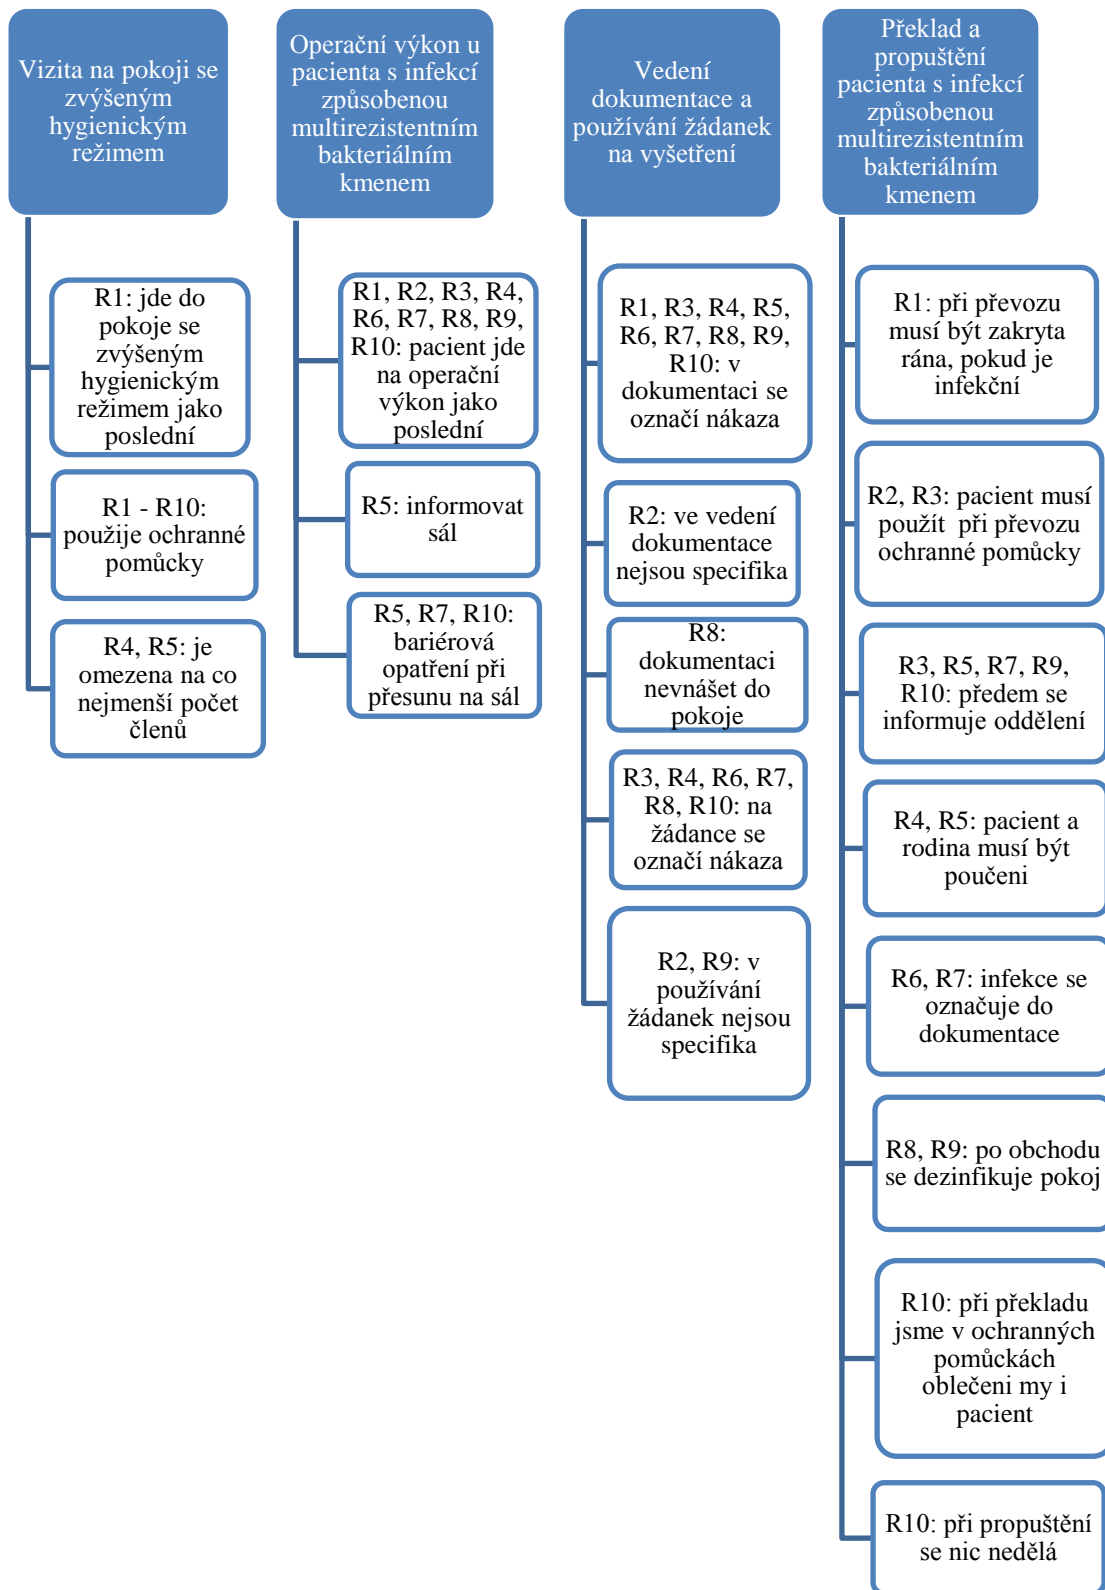 Vizita na pokoji se
zvýšeným
hygienickým
režimem
R1: jde do
pokoje se
zvýšeným
hygienickým
režimem jako
poslední
R1 - R10:
použije ochranné
pomůcky
R4, R5: je
omezena na co
nejmenší počet
členů
Operační výkon u
pacienta s infekcí
způsobenou
multirezistentním
bakteriálním
kmenem
R1, R2, R3, R4,
R6, R7, R8, R9,
R10: pacient jde
na operační
výkon jako
poslední
R5: informovat
sál
R5, R7, R10:
bariérová
opatření při
přesunu na sál
Vedení
dokumentace a
používání žádanek
na vyšetření
R1, R3, R4, R5,
R6, R7, R8, R9,
R10: v
dokumentaci se
označí nákaza
R2: ve vedení
dokumentace
nejsou specifika
R8:
dokumentaci
nevnášet do
pokoje
R3, R4, R6, R7,
R8, R10: na
žádance se
označí nákaza
R2, R9: v
používání
žádanek nejsou
specifika
Překlad a
propuštění
pacienta s infekcí
způsobenou
multirezistentním
bakteriálním
kmenem
R1: při převozu
musí být zakryta
rána, pokud je
infekční
R2, R3: pacient musí
použít  při převozu
ochranné pomůcky
R3, R5, R7, R9,
R10: předem se
informuje oddělení
R4, R5: pacient a
rodina musí být
poučeni
R6, R7: infekce se
označuje do
dokumentace
R8, R9: po obchodu
se dezinfikuje pokoj
R10: při překladu
jsme v ochranných
pomůckách
oblečeni my i
pacient
R10: při propuštění
se nic nedělá